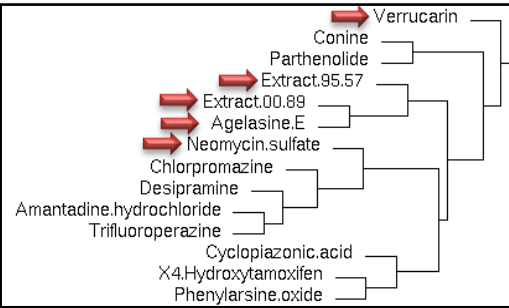 Verrucarin
Conine
Parthenolide
Extract.95.57
Extract.00.89
Agelasine.E
Neomycin.sulfate
Chlorpromazine
Desipramine
Amantadine.hydrochloride
Trifluoroperazine
Cyclopiazonic.acid
X4.Hydroxytamoxifen
Phenylarsine.oxide